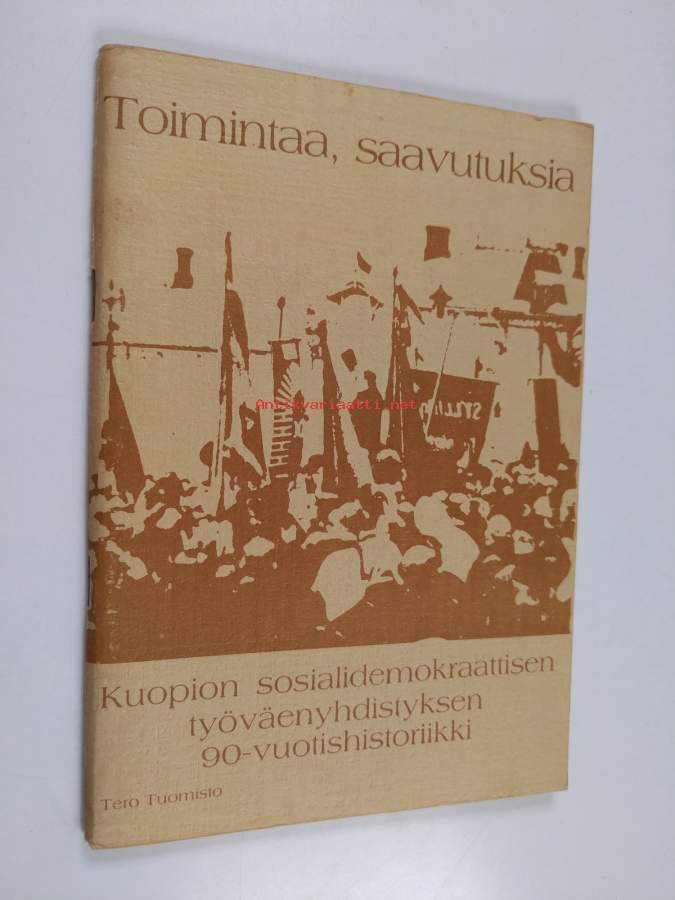 Toimintaa, saavutuksia
Antikvariaatti.net
Kuopion sosialidemokraattisen
työväenyhdistyksen
90-vuotishistoriikki
Tero Tuomisto